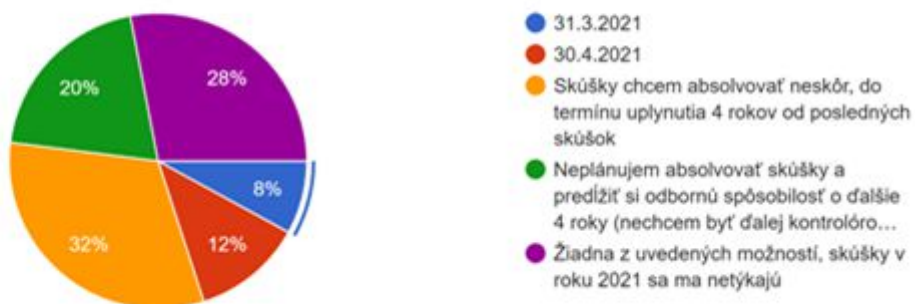 20%
28%
8%
32%
12%
31.3.2021
30.4.2021
Skúšky chcem absolvovať neskôr, do
termínu uplynutia 4 rokov od posledných
skúšok
Neplánujem absolvovať skúšky a
predĺžiť si odbornú spôsobilosť o ďalšie
4 roky (nechcem byť ďalej kontrolóro...
Žiadna z uvedených možností, skúšky v
roku 2021 sa ma netýkajú